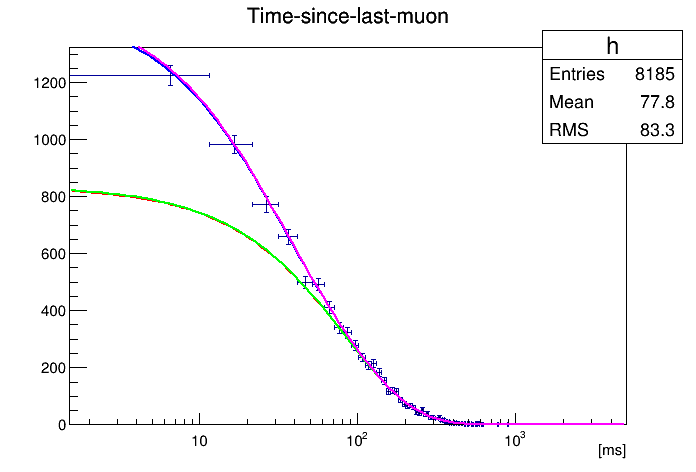 Time-since-last-muon
h
Entries 8185
Mean 77.8
RMS 83.3
1200
1000
800
600
400
200
0
10
10²
10³
[ms]